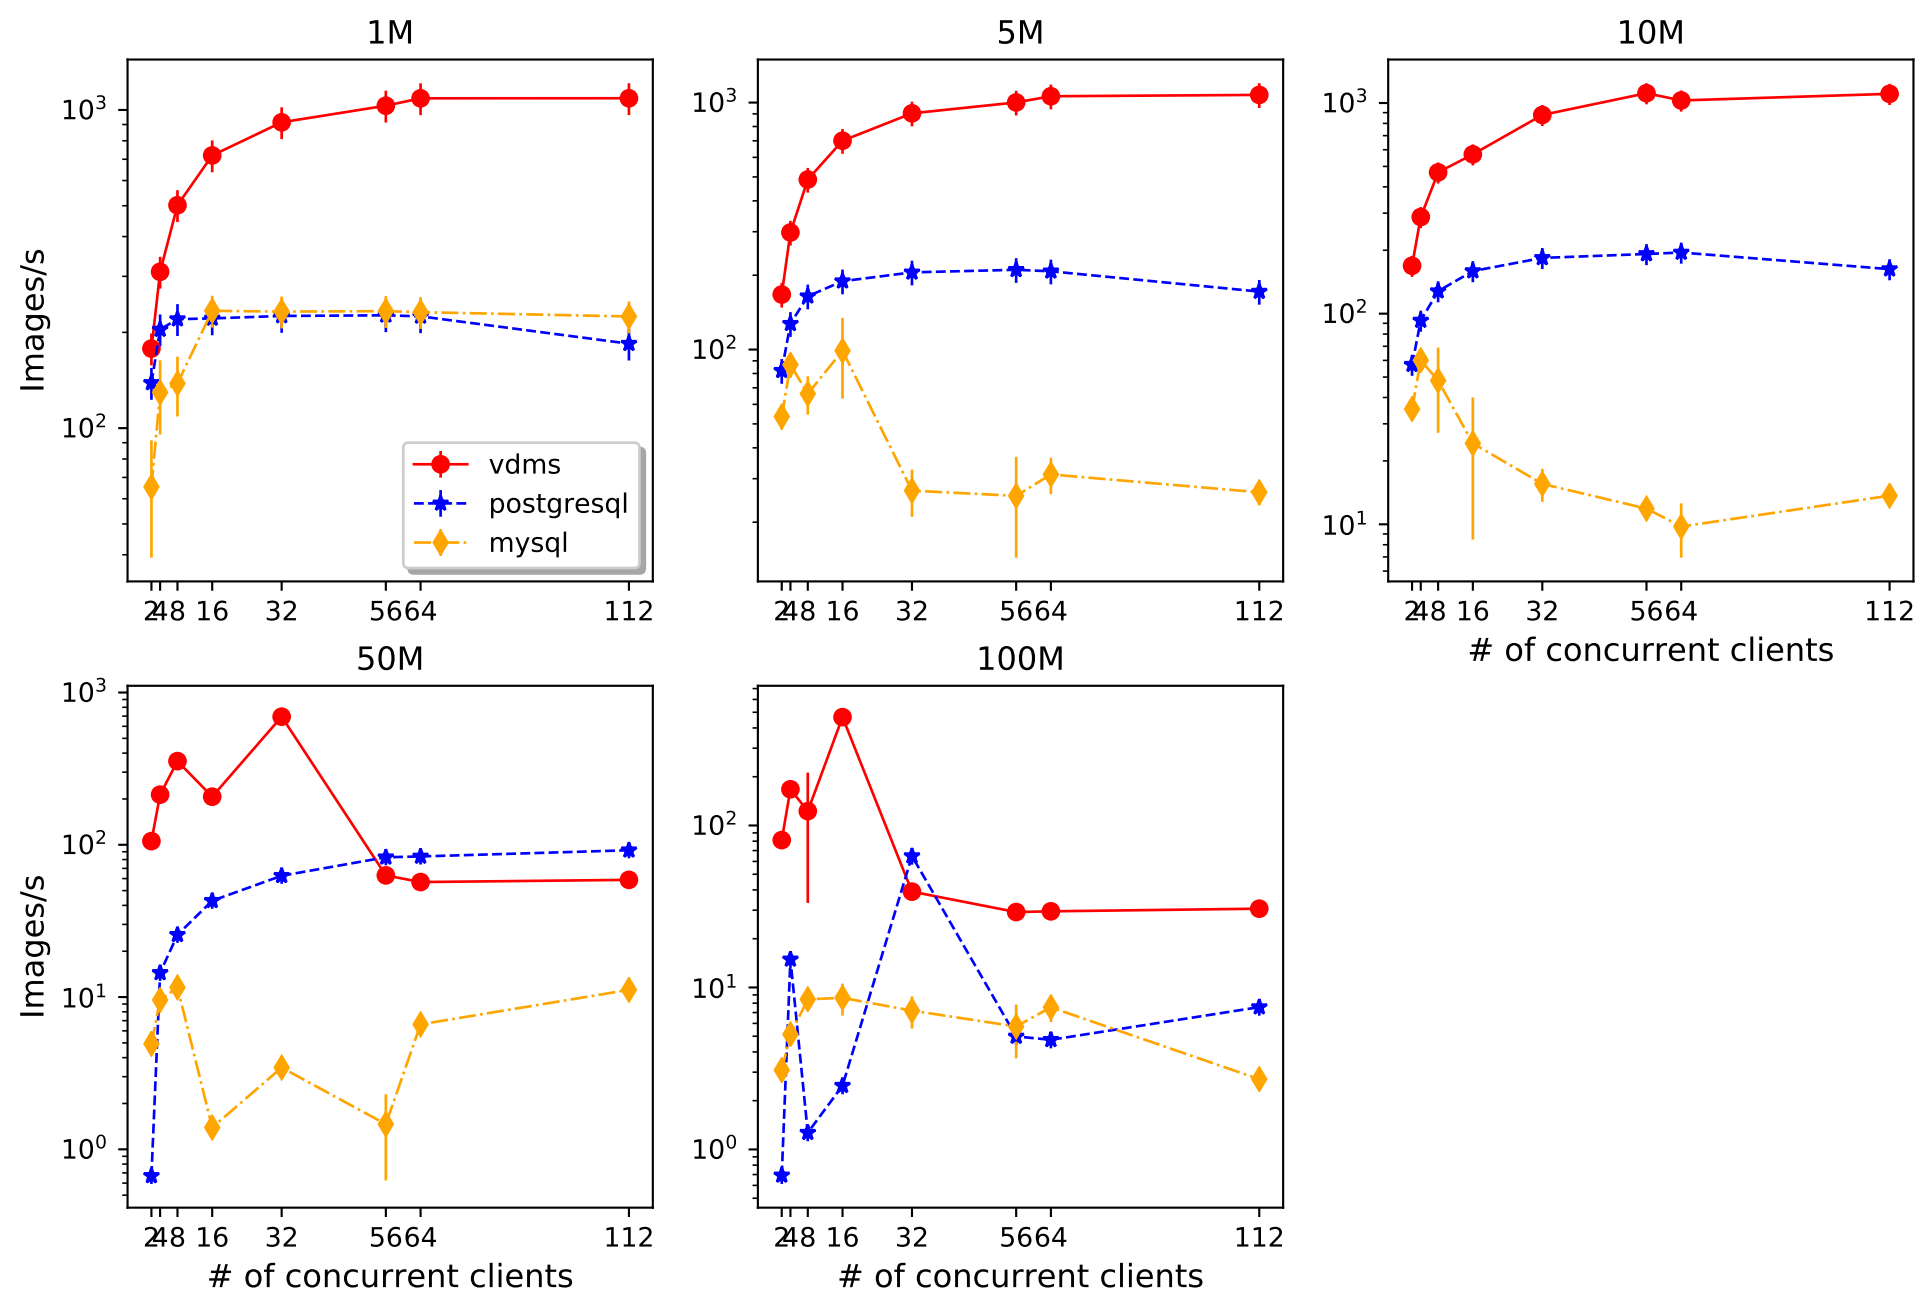 1M
10³
10²
Images/s
vdms
postgresql
mysql
2 4 8 16 32 56 64 112
5M
10³
10²
2 4 8 16 32 56 64 112
10M
10³
10²
10¹
2 4 8 16 32 56 64 112
# of concurrent clients
50M
10³
10²
10¹
10⁰
Images/s
2 4 8 16 32 56 64 112
# of concurrent clients
100M
10²
10¹
10⁰
2 4 8 16 32 56 64 112
# of concurrent clients